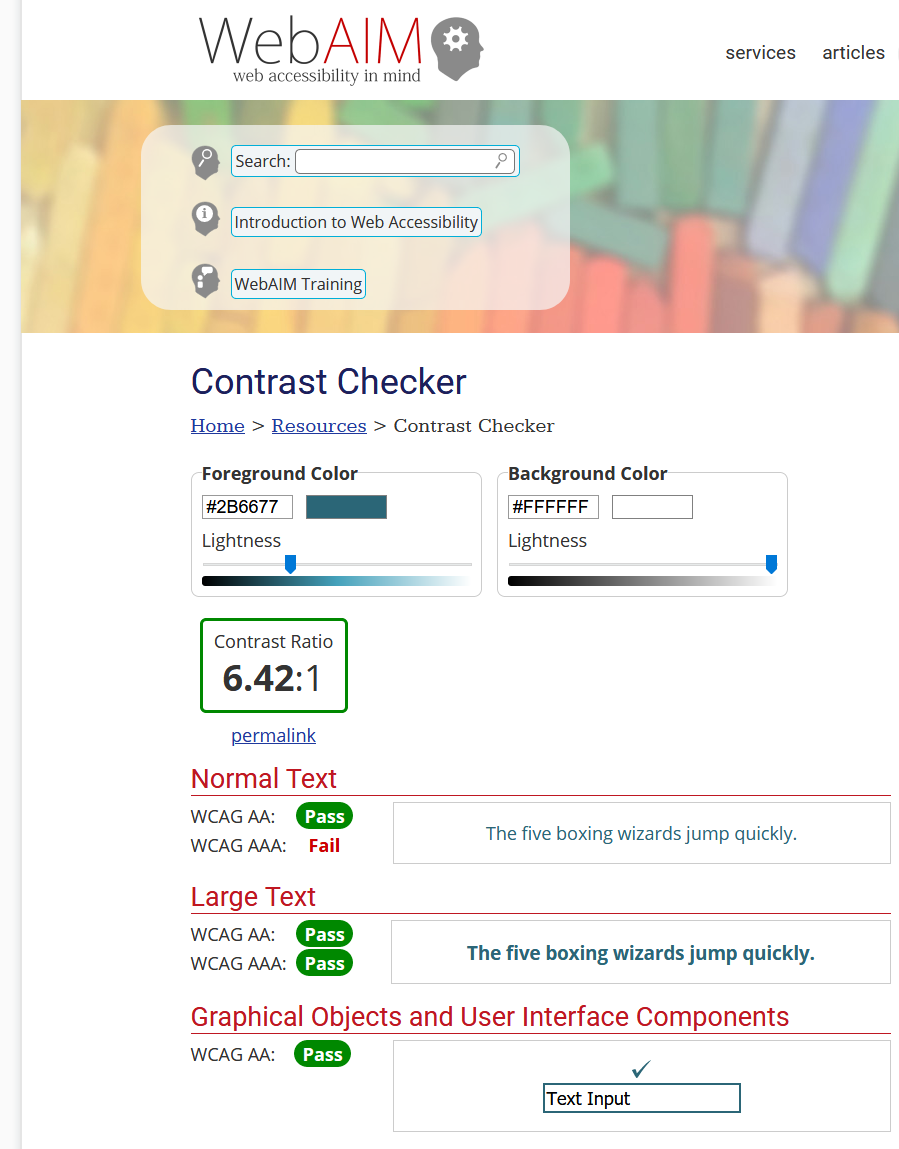 WebAIM
web accessibility in mind
services articles
Search:
Introduction to Web Accessibility
WebAIM Training
Contrast Checker
Home > Resources > Contrast Checker
Foreground Color
#2B6677
Lightness
Background Color
#FFFFFF
Lightness
Contrast Ratio
6.42:1
permalink
Normal Text
WCAG AA: Pass
WCAG AAA: Fail
The five boxing wizards jump quickly.
Large Text
WCAG AA: Pass
WCAG AAA: Pass
The five boxing wizards jump quickly.
Graphical Objects and User Interface Components
WCAG AA: Pass
✓
Text Input